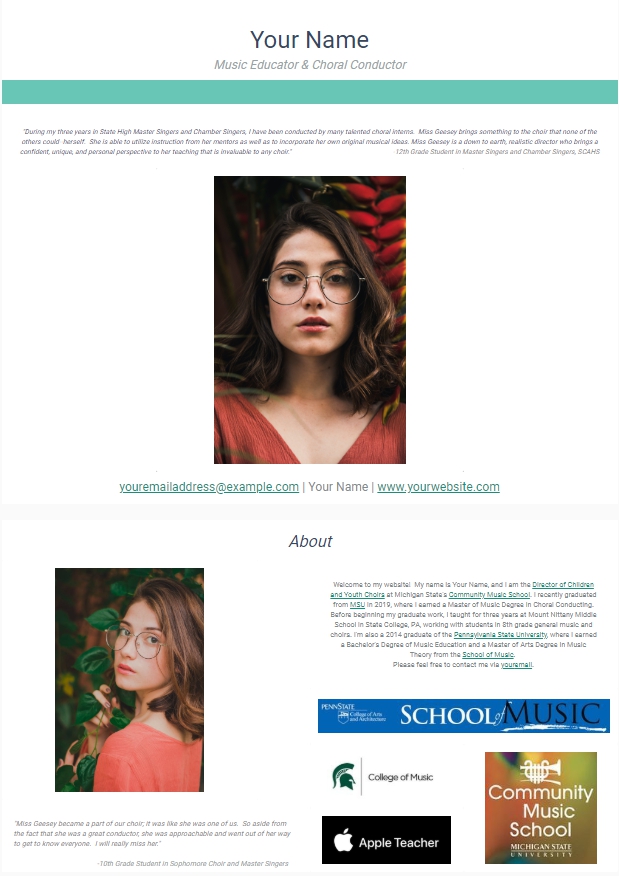 Your Name
Music Educator & Choral Conductor
"During my three years in State High Master Singers and Chamber Singers, I have been conducted by many talented choral interns.  Miss Geesey brings something to the choir that none of the
others could  herself.  She is able to utilize instruction from her mentors as well as to incorporate her own original musical ideas. Miss Geesey is a down to earth, realistic director who brings a
confident, unique, and personal perspective to her teaching that is invaluable to any choir."
-12th Grade Student in Master Singers and Chamber Singers, SCAHS
youremailaddress@example.com | Your Name | www.yourwebsite.com
About
Welcome to my website!  My name is Your Name, and I am the Director of Children
and Youth Choirs at Michigan State's Community Music School. I recently graduated
from MSU in 2019, where I earned a Master of Music Degree in Choral Conducting.
Before beginning my graduate work, I taught for three years at Mount Nittany Middle
School in State College, PA, working with students in 8th grade general music and
choirs. I'm also a 2014 graduate of the Pennsylvania State University, where I earned
a Bachelor's Degree of Music Education and a Master of Arts Degree in Music
Theory from the School of Music.
Please feel free to contact me via youremail.
PENNSTATE
College of Arts
and Architecture
SCHOOL of MUSIC
College of Music
Community
Music
School
MICHIGAN STATE
UNIVERSITY
Apple Teacher
"Miss Geesey became a part of our choir; it was like she was one of us.  So aside from
the fact that she was a great conductor, she was approachable and went out of her way
to get to know everyone.  I will really miss her."
-10th Grade Student in Sophomore Choir and Master Singers